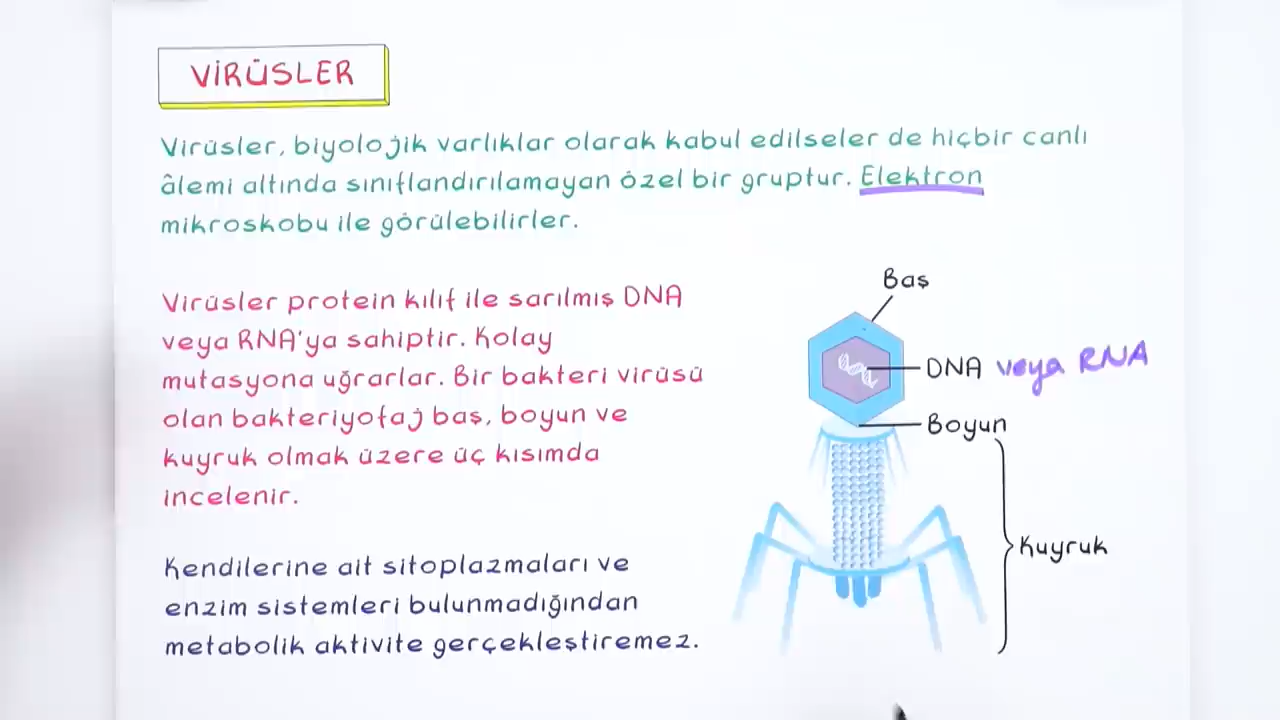 VİRÜSLER
Virüsler, biyolojik varlıklar olarak kabul edilseler de hiçbir canlı
âlemi altında sınıflandırılamayan özel bir gruptur. Elektron
mikroskobu ile görülebilirler.
Virüsler protein kılıf ile sarılmış DNA
veya RNA'ya sahiptir. Kolay
mutasyona uğrarlar. Bir bakteri virüsü
olan bakteriyofaj baş, boyun ve
kuyruk olmak üzere üç kısımda
incelenir.
Kendilerine ait sitoplazmaları ve
enzim sistemleri bulunmadığından
metabolik aktivite gerçekleştiremez.
Baş
DNA veya RNA
Boyun
Kuyruk